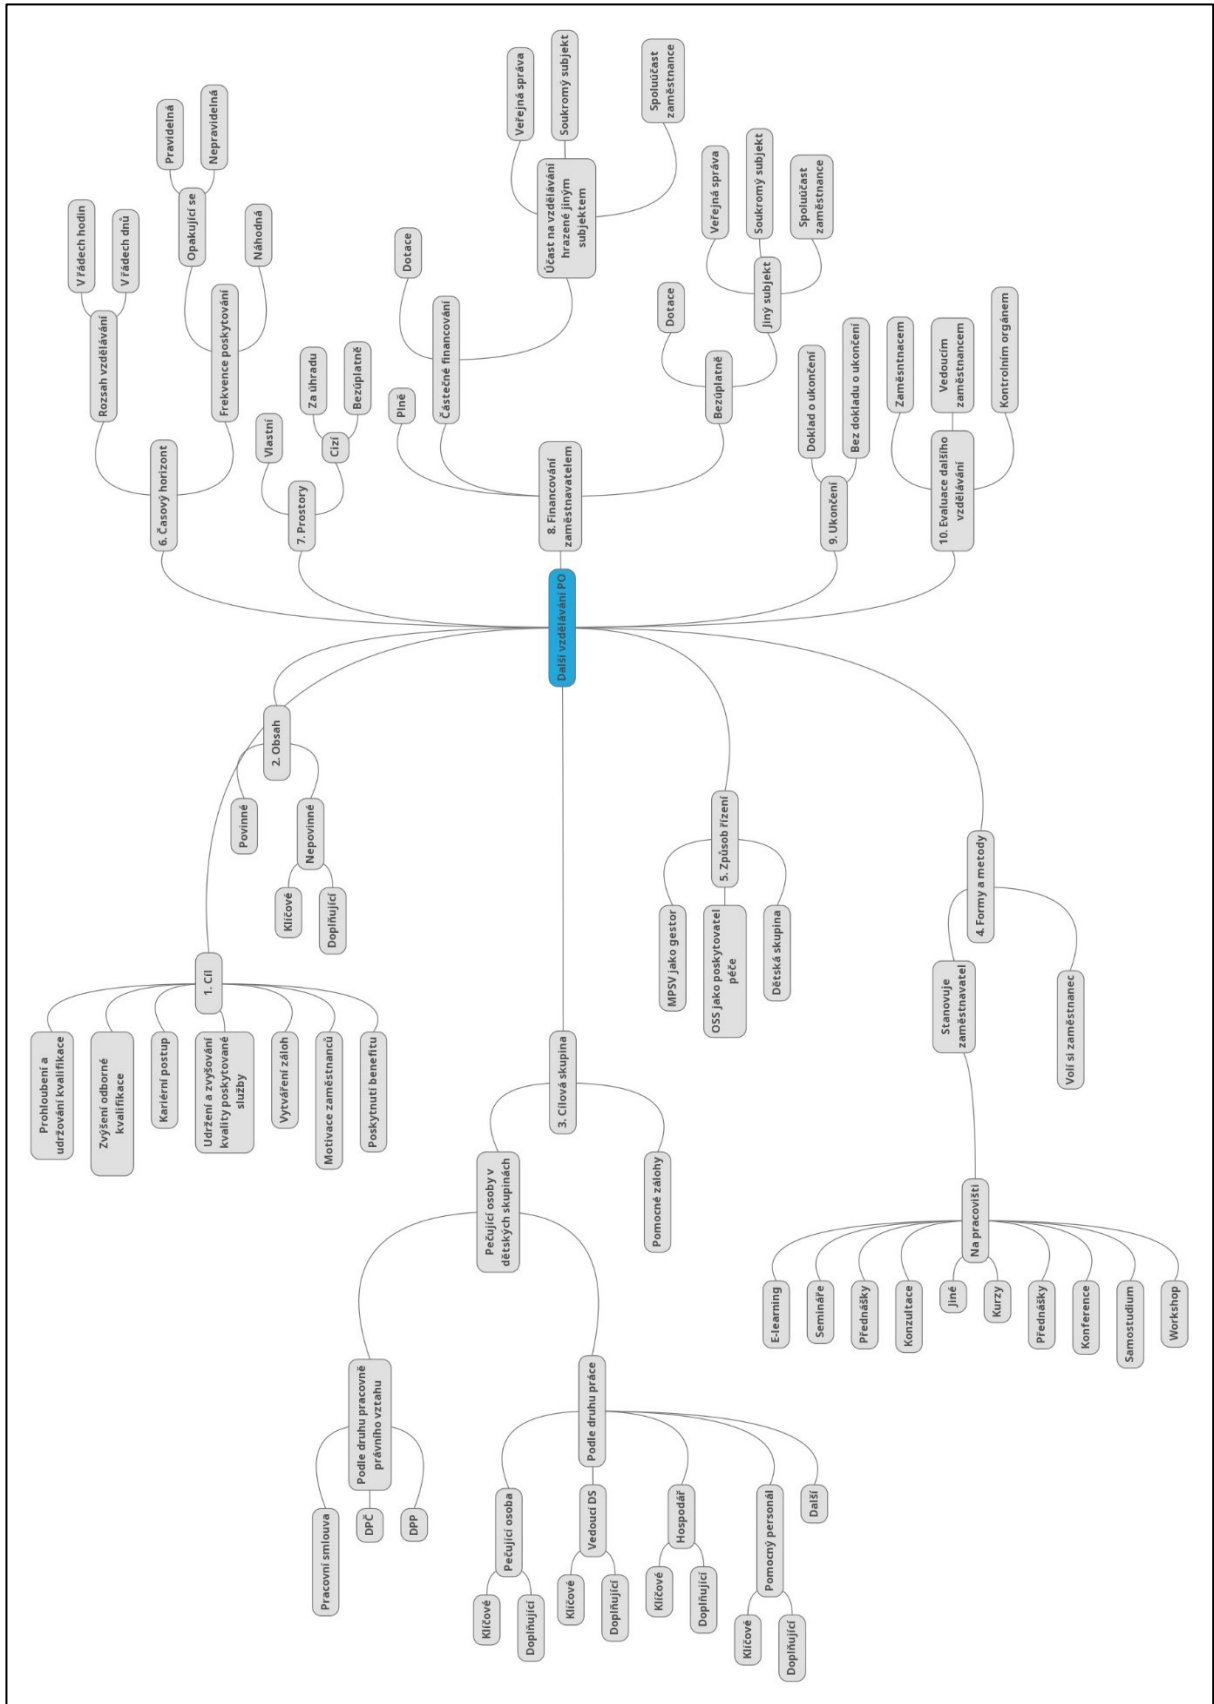 Další vzdělávání PO
1. Cíl
Prohloubení a
udržování kvalifikace
Zvýšení odborné
kvalifikace
Kariérní postup
Udržení a zvyšování
kvality poskytované
služby
Vytváření záloh
Motivace zaměstnanců
Poskytnutí benefitu
2. Obsah
Povinné
Nepovinné
Klíčové
Doplňující
3. Cílová skupina
Pečující osoby v
dětských skupinách
Podle druhu pracovně
právního vztahu
Pracovní smlouva
DPČ
DPP
Podle druhu práce
Pečující osoba
Klíčové
Doplňující
Vedoucí DS
Klíčové
Doplňující
Hospodář
Klíčové
Doplňující
Pomocný personál
Klíčové
Doplňující
Další
Pomocné zálohy
5. Způsob řízení
MPSV jako gestor
OSS jako poskytovatel
péče
Dětská skupina
4. Formy a metody
Stanovuje
zaměstnavatel
Na pracovišti
E-learning
Semináře
Přednášky
Konzultace
Jiné
Kurzy
Přednášky
Konference
Samostudium
Workshop
Volí si zaměstnanec
6. Časový horizont
Rozsah vzdělávání
V řádech hodin
V řádech dnů
Frekvence poskytování
Opakující se
Pravidelná
Nepravidelná
Náhodná
7. Prostory
Vlastní
Cizí
Za úhradu
Bezúplatně
8. Financování
zaměstnavatelem
Plně
Částečné financování
Dotace
Účast na vzdělávání
hrazené jiným
subjektem
Veřejná správa
Soukromý subjekt
Spoluúčast
zaměstnance
Bezúplatně
Dotace
Jiný subjekt
Veřejná správa
Soukromý subjekt
Spoluúčast
zaměstnance
9. Ukončení
Doklad o ukončení
Bez dokladu o ukončení
10. Evaluace dalšího
vzdělávání
Zaměsntnacem
Vedoucím
zaměstnancem
Kontrolním orgánem